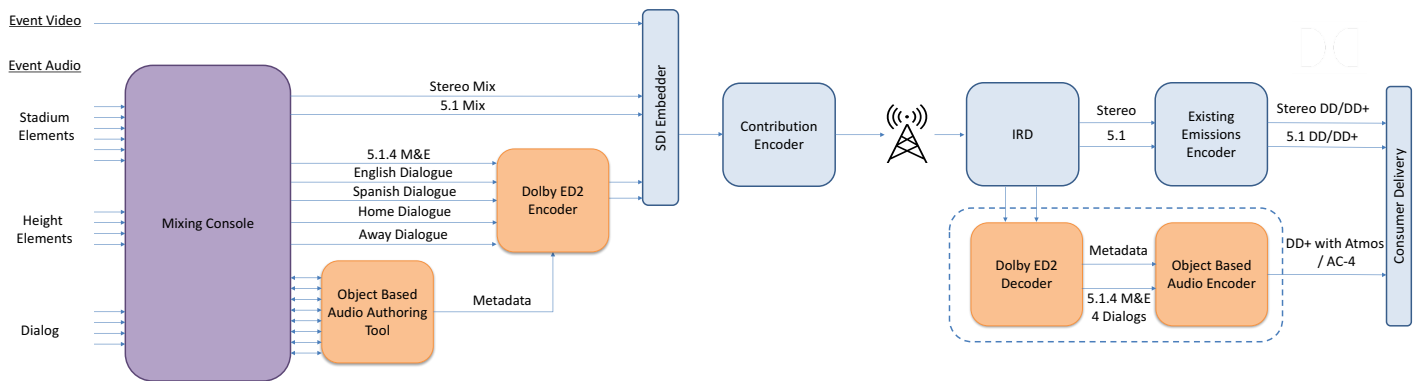 Event Video
Event Audio
Stadium
Elements
Height
Elements
Dialog
Mixing Console
Stereo Mix
5.1 Mix
5.1.4 M&E
English Dialogue
Spanish Dialogue
Home Dialogue
Away Dialogue
Object Based
Audio Authoring
Tool
Metadata
Dolby ED2
Encoder
SDI Embedder
Contribution
Encoder
IRD
Stereo
5.1
Existing
Emissions
Encoder
Stereo DD/DD+
5.1 DD/DD+
Dolby ED2
Decoder
Metadata
5.1.4 M&E
4 Dialogs
Object Based
Audio Encoder
DD+ with Atmos
/ AC-4
Consumer Delivery